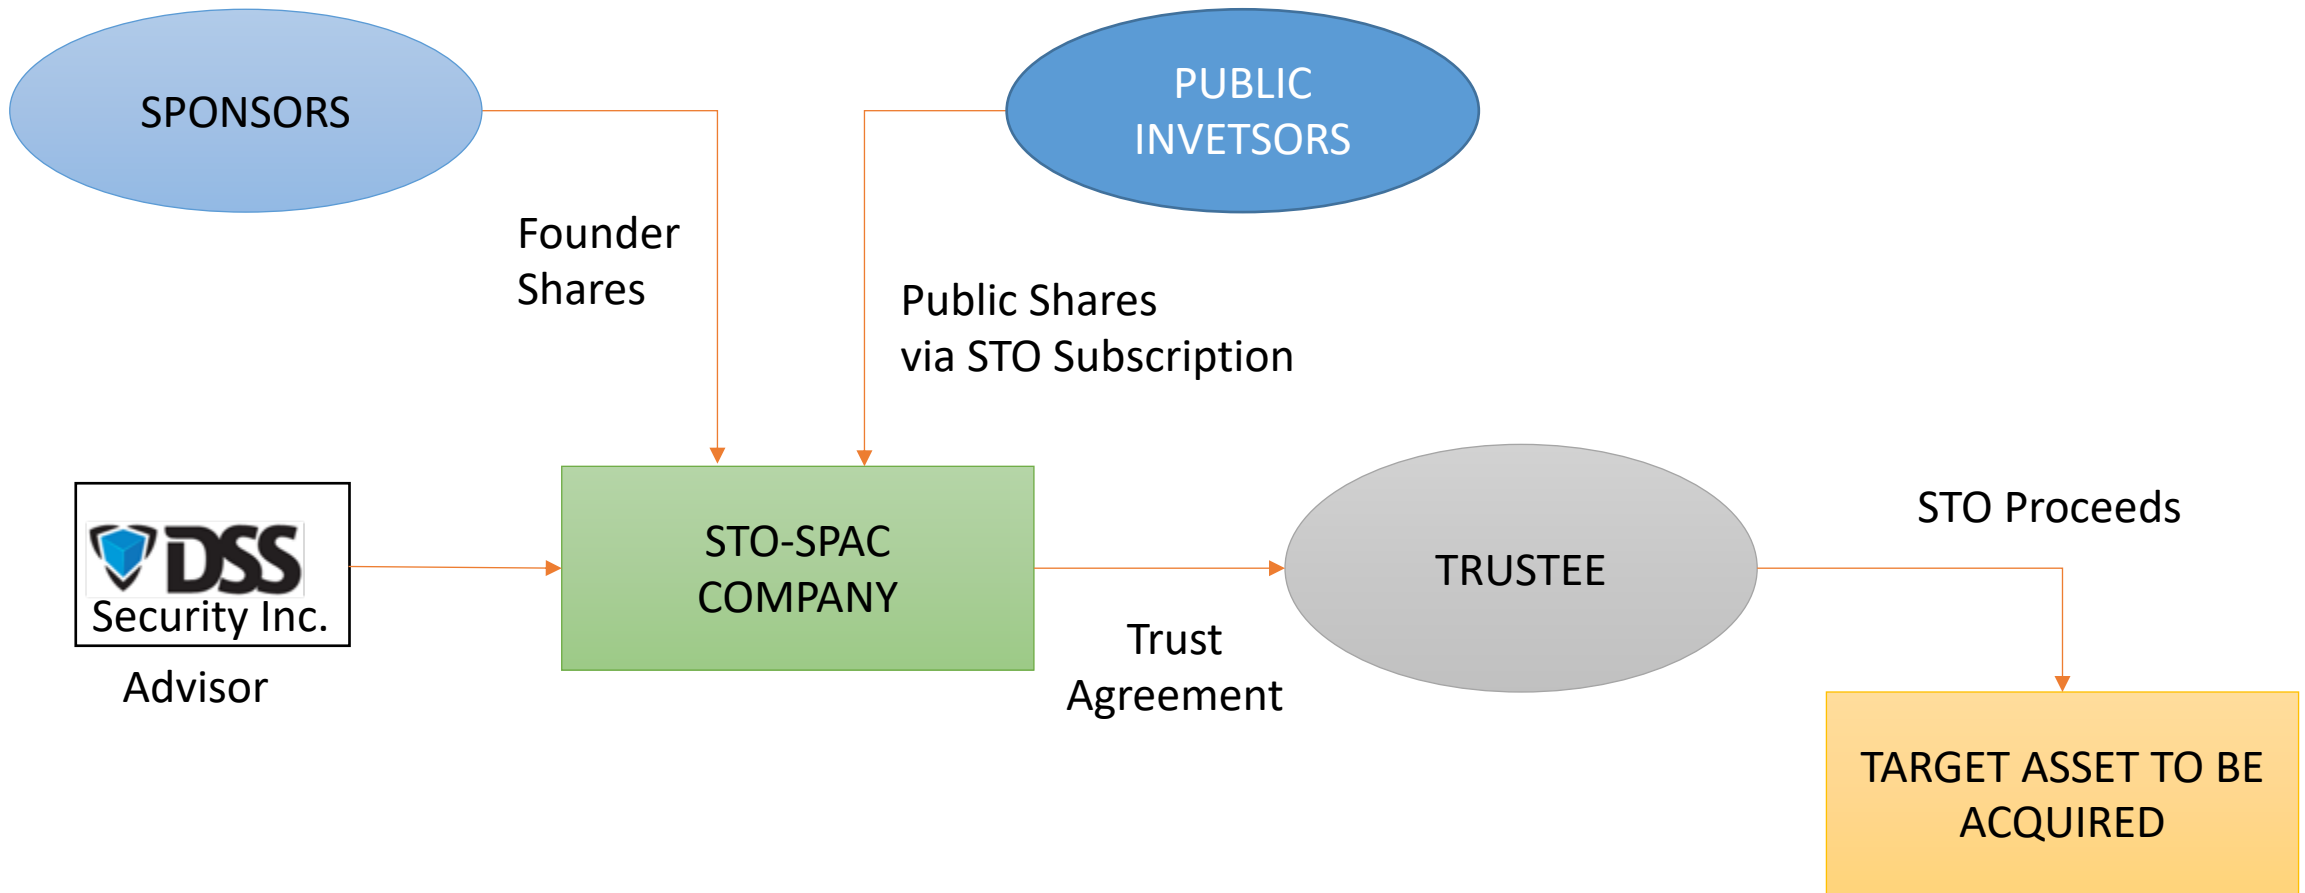 SPONSORS
PUBLIC
INVETSORS
Founder
Shares
Public Shares
via STO Subscription
DSS
Security Inc.
Advisor
STO-SPAC
COMPANY
Trust
Agreement
TRUSTEE
STO Proceeds
TARGET ASSET TO BE
ACQUIRED